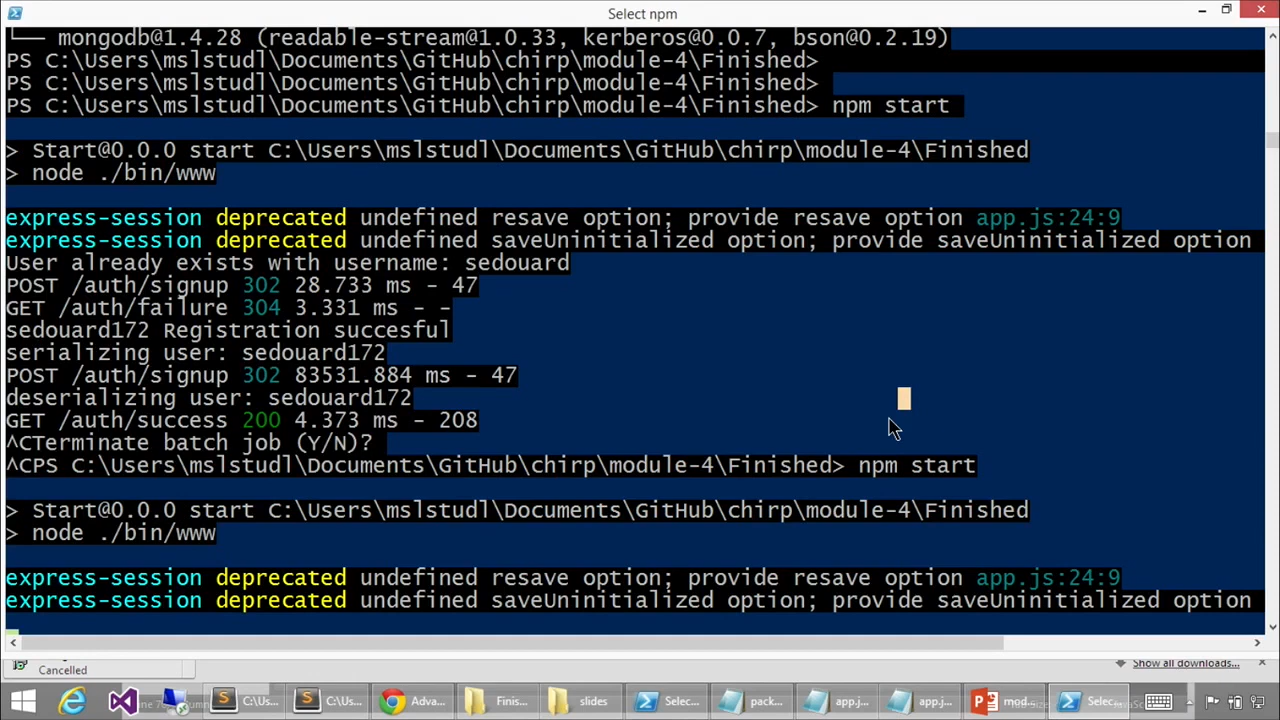 Select npm
└── mongodb@1.4.28 (readable-stream@1.0.33, kerberos@0.0.7, bson@0.2.19)
PS C:\Users\mslstudl\Documents\GitHub\chirp\module-4\Finished>
PS C:\Users\mslstudl\Documents\GitHub\chirp\module-4\Finished>
PS C:\Users\mslstudl\Documents\GitHub\chirp\module-4\Finished> npm start
> Start@0.0.0 start C:\Users\mslstudl\Documents\GitHub\chirp\module-4\Finished
> node ./bin/www
express-session deprecated undefined resave option; provide resave option app.js:24:9
express-session deprecated undefined saveUninitialized option; provide saveUninitialized option
User already exists with username: sedouard
POST /auth/signup 302 28.733 ms - 47
GET /auth/failure 304 3.331 ms - -
sedouard172 Registration succesful
serializing user: sedouard172
POST /auth/signup 302 83531.884 ms - 47
deserializing user: sedouard172
GET /auth/success 200 4.373 ms - 208
^CTerminate batch job (Y/N)?
^CPS C:\Users\mslstudl\Documents\GitHub\chirp\module-4\Finished> npm start
> Start@0.0.0 start C:\Users\mslstudl\Documents\GitHub\chirp\module-4\Finished
> node ./bin/www
express-session deprecated undefined resave option; provide resave option app.js:24:9
express-session deprecated undefined saveUninitialized option; provide saveUninitialized option
Cancelled
Show all downloads...
C:\Us... C:\Us... Adva... Finis... slides Selec... pack... app.j... app.j... mod... Selec...